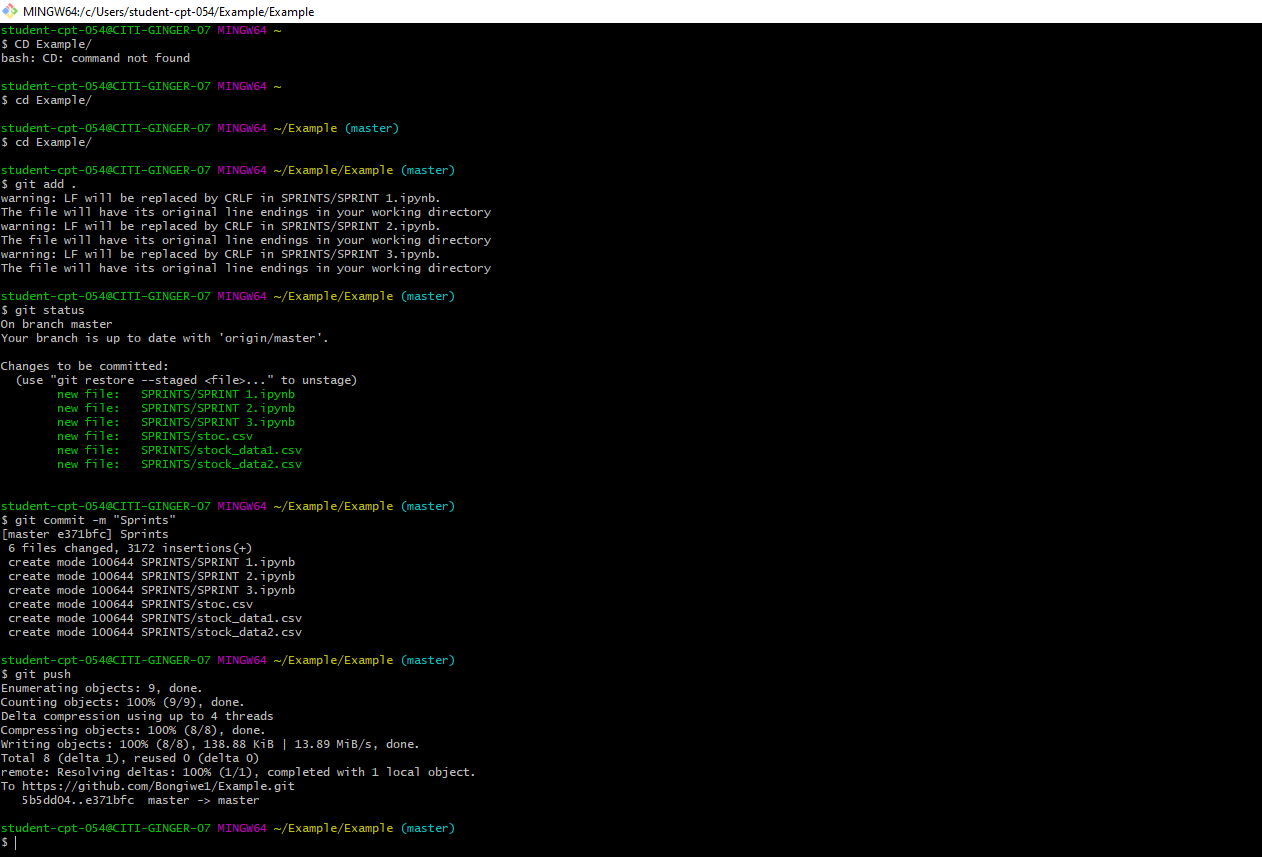 MINGW64:/c/Users/student-cpt-054/Example/Example
student-cpt-054@CITI-GINGER-07 MINGW64 ~
$ CD Example/
bash: CD: command not found
student-cpt-054@CITI-GINGER-07 MINGW64 ~
$ cd Example/
student-cpt-054@CITI-GINGER-07 MINGW64 ~/Example (master)
$ cd Example/
student-cpt-054@CITI-GINGER-07 MINGW64 ~/Example/Example (master)
$ git add .
warning: LF will be replaced by CRLF in SPRINTS/SPRINT 1.ipynb.
The file will have its original line endings in your working directory
warning: LF will be replaced by CRLF in SPRINTS/SPRINT 2.ipynb.
The file will have its original line endings in your working directory
warning: LF will be replaced by CRLF in SPRINTS/SPRINT 3.ipynb.
The file will have its original line endings in your working directory
student-cpt-054@CITI-GINGER-07 MINGW64 ~/Example/Example (master)
$ git status
On branch master
Your branch is up to date with 'origin/master'.
Changes to be committed:
  (use "git restore --staged <file>..." to unstage)
        new file:   SPRINTS/SPRINT 1.ipynb
        new file:   SPRINTS/SPRINT 2.ipynb
        new file:   SPRINTS/SPRINT 3.ipynb
        new file:   SPRINTS/stoc.csv
        new file:   SPRINTS/stock_data1.csv
        new file:   SPRINTS/stock_data2.csv
student-cpt-054@CITI-GINGER-07 MINGW64 ~/Example/Example (master)
$ git commit -m "Sprints"
[master e371bfc] Sprints
 6 files changed, 3172 insertions(+)
 create mode 100644 SPRINTS/SPRINT 1.ipynb
 create mode 100644 SPRINTS/SPRINT 2.ipynb
 create mode 100644 SPRINTS/SPRINT 3.ipynb
 create mode 100644 SPRINTS/stoc.csv
 create mode 100644 SPRINTS/stock_data1.csv
 create mode 100644 SPRINTS/stock_data2.csv
student-cpt-054@CITI-GINGER-07 MINGW64 ~/Example/Example (master)
$ git push
Enumerating objects: 9, done.
Counting objects: 100% (9/9), done.
Delta compression using up to 4 threads
Compressing objects: 100% (8/8), done.
Writing objects: 100% (8/8), 138.88 KiB | 13.89 MiB/s, done.
Total 8 (delta 1), reused 0 (delta 0)
remote: Resolving deltas: 100% (1/1), completed with 1 local object.
To https://github.com/Bongiwe1/Example.git
   5b5dd04..e371bfc  master -> master
student-cpt-054@CITI-GINGER-07 MINGW64 ~/Example/Example (master)
$